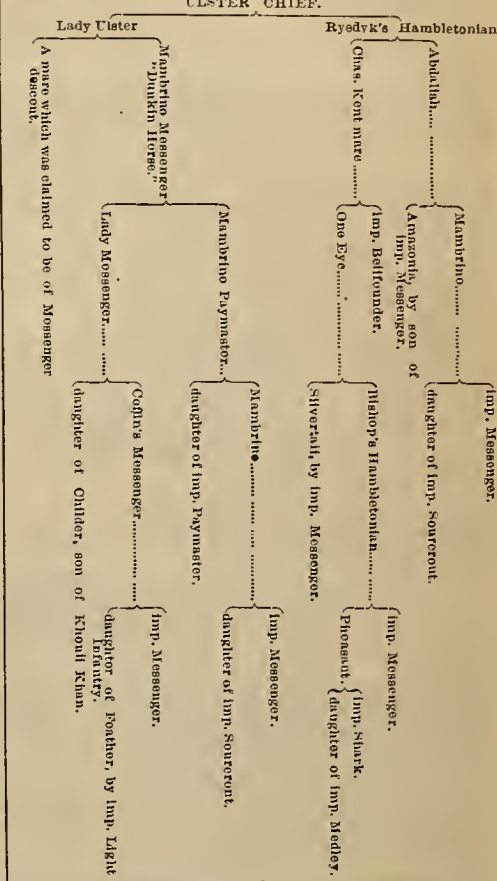 ULSTER CHIEF.
Lady Ulster
Rysdyk's Hambletonian
Abdallah
Mambrino
imp. Messenger.
daughter of imp. Sourcrout.
Amazonia, by son of
imp. Messenger.
Chas. Kent mare
imp. Bellfounder.
One Eye
Bishop's Hambletonian
imp. Messenger.
Pheasant.
imp. Shark.
daughter of imp. Medley.
Silvertail, by imp. Messenger.
Mambrino Messenger
"Dunkin Horse."
Mambrino Paymaster
Mambrino
imp. Messenger.
daughter of imp. Sourcrout.
daughter of imp. Paymaster.
Lady Messenger
Coffin's Messenger
imp. Messenger.
daughter of Feather, by imp. Light
Infantry.
daughter of Childer, son of Khouli Khan.
A mare which was claimed to be of Messenger
descent.